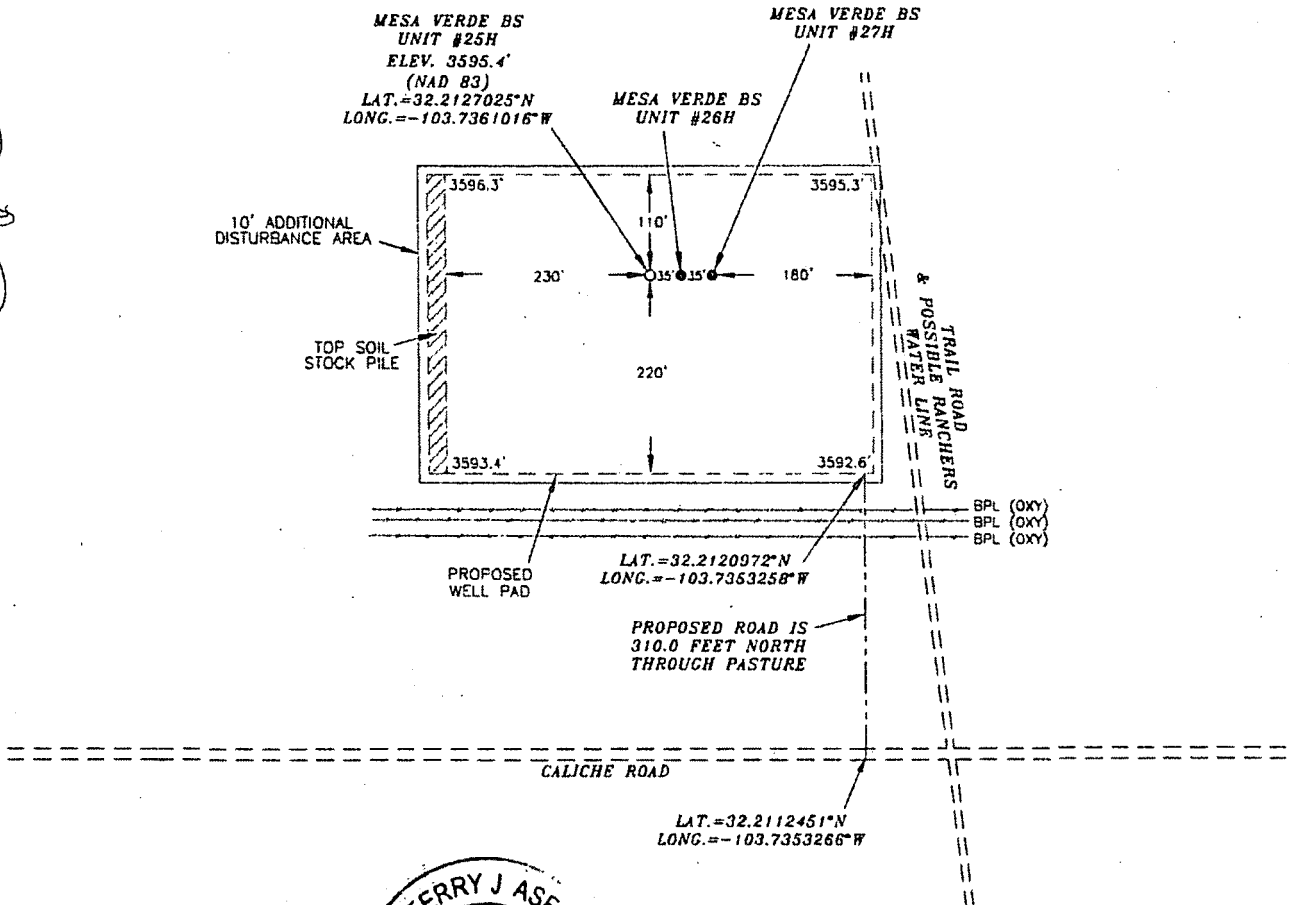 MESA VERDE BS
UNIT #25H
ELEV. 3595.4'
(NAD 83)
LAT.=32.2127025°N
LONG.=-103.7361016°W
MESA VERDE BS
UNIT #26H
MESA VERDE BS
UNIT #27H
3596.3'
3595.3'
10' ADDITIONAL
DISTURBANCE AREA
110'
230'
35'
35'
180'
TOP SOIL
STOCK PILE
220'
TRAIL ROAD
& POSSIBLE RANCHERS
WATER LINE
3593.4'
3592.6'
BPL (OXY)
BPL (OXY)
BPL (OXY)
PROPOSED
WELL PAD
LAT.=32.2120972°N
LONG.=-103.7353258°W
PROPOSED ROAD IS
310.0 FEET NORTH
THROUGH PASTURE
CALICHE ROAD
LAT.=32.2112451°N
LONG.=-103.7353266°W
J